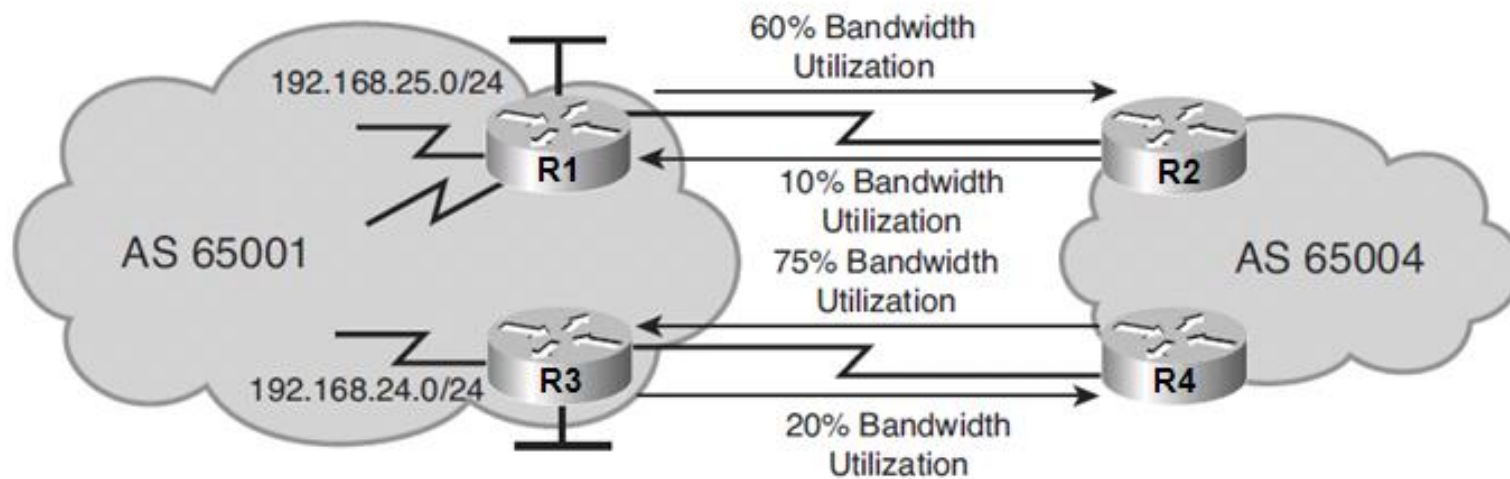 60% Bandwidth
Utilization
192.168.25.0/24
R1
R2
10% Bandwidth
Utilization
AS 65001
AS 65004
75% Bandwidth
Utilization
192.168.24.0/24
R3
R4
20% Bandwidth
Utilization